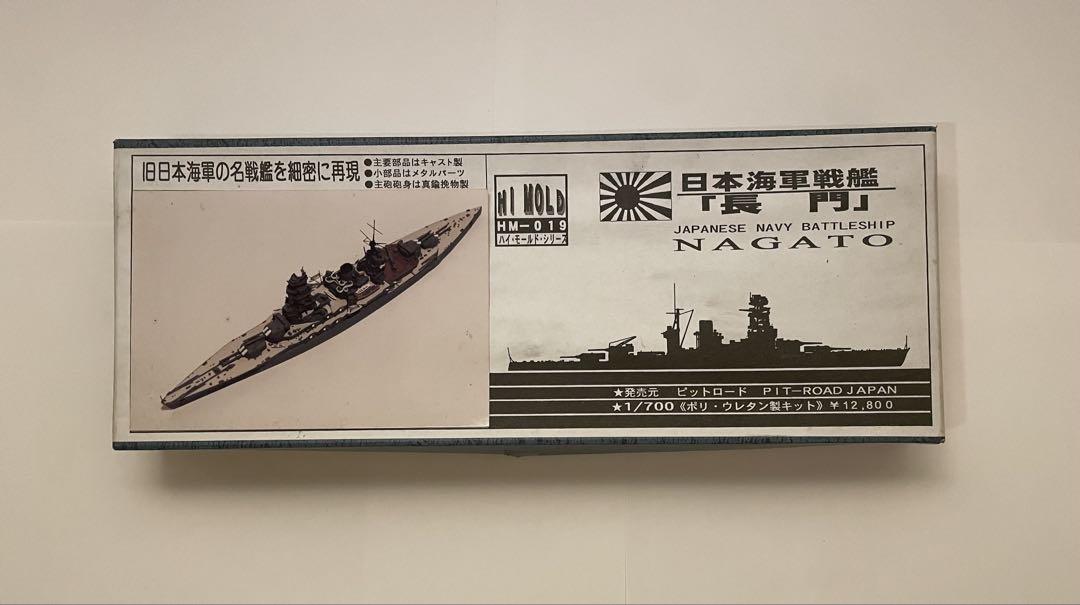 旧日本海軍の名戦艦を細密に再現
●主要部品はキャスト製
●小部品はメタルパーツ
●主砲砲身は真鍮挽物製
HI MOLD
HM-019
ハイ・モールド・シリーズ
日本海軍戦艦
「長門」
JAPANESE NAVY BATTLESHIP
NAGATO
★発売元 ピットロード PIT-ROAD JAPAN
★1/700《ポリ・ウレタン製キット》￥12,800